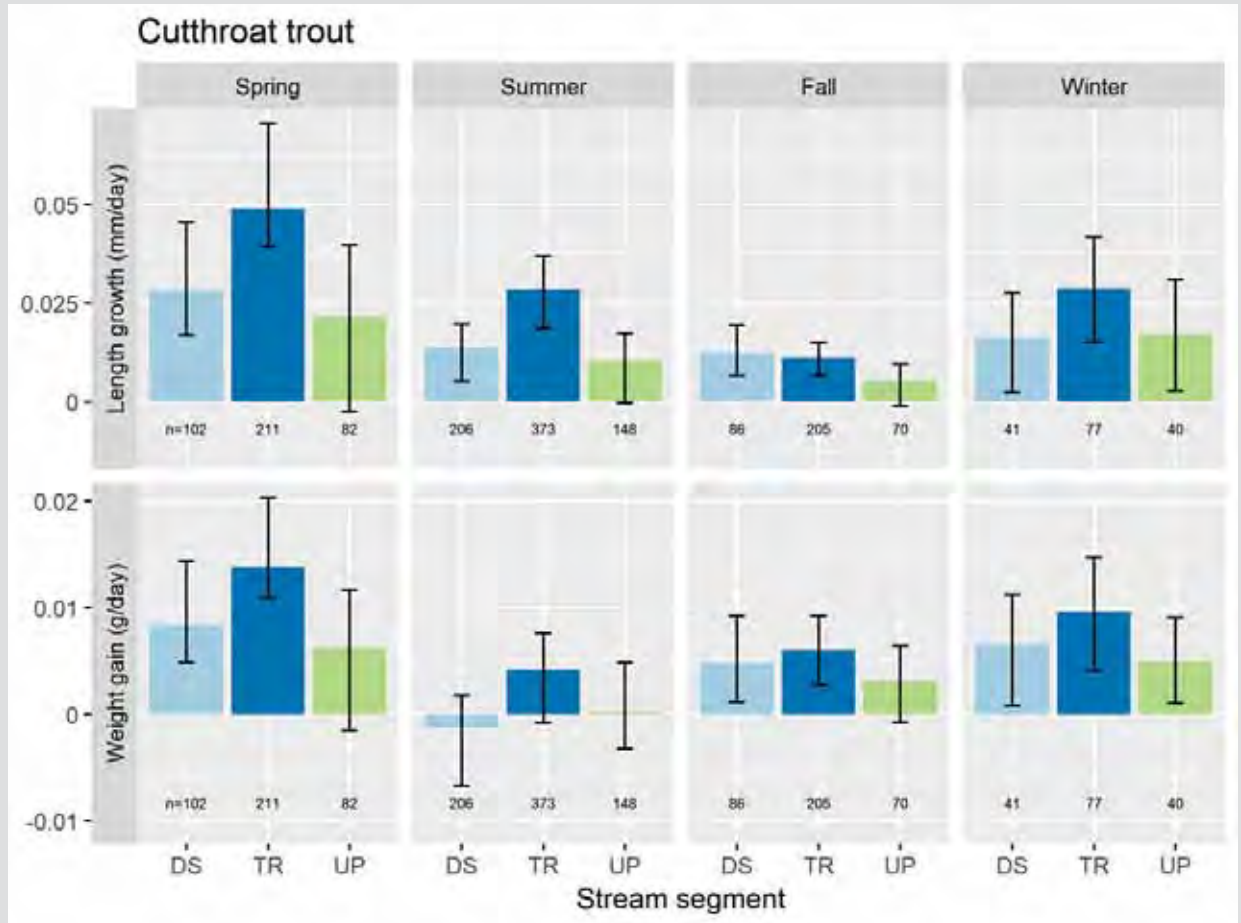 Cutthroat trout
Spring Summer Fall Winter
Length growth (mm/day)
0.05
0.025
0
n=102 211 82 206 373 148 86 205 70 41 77 40
Weight gain (g/day)
0.02
0.01
0
-0.01
n=102 211 82 206 373 148 86 205 70 41 77 40
DS TR UP DS TR UP DS TR UP DS TR UP
Stream segment